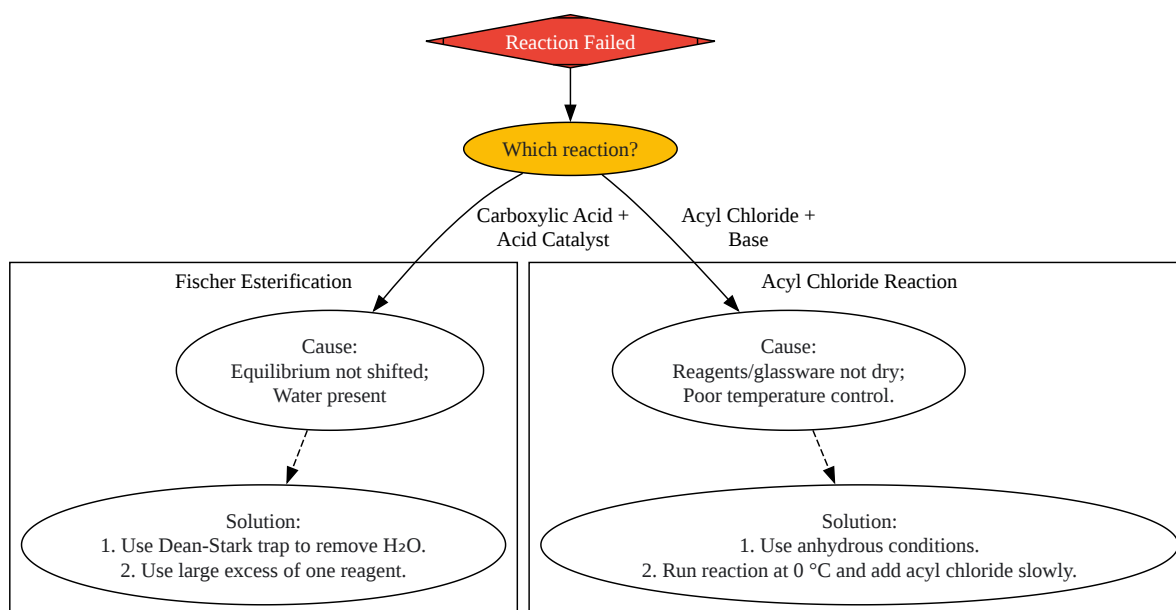 Reaction Failed
Which reaction?
Carboxylic Acid +
Acid Catalyst
Acyl Chloride +
Base
Fischer Esterification
Cause:
Equilibrium not shifted;
Water present
Solution:
1. Use Dean-Stark trap to remove H₂O.
2. Use large excess of one reagent.
Acyl Chloride Reaction
Cause:
Reagents/glassware not dry;
Poor temperature control.
Solution:
1. Use anhydrous conditions.
2. Run reaction at 0 °C and add acyl chloride slowly.